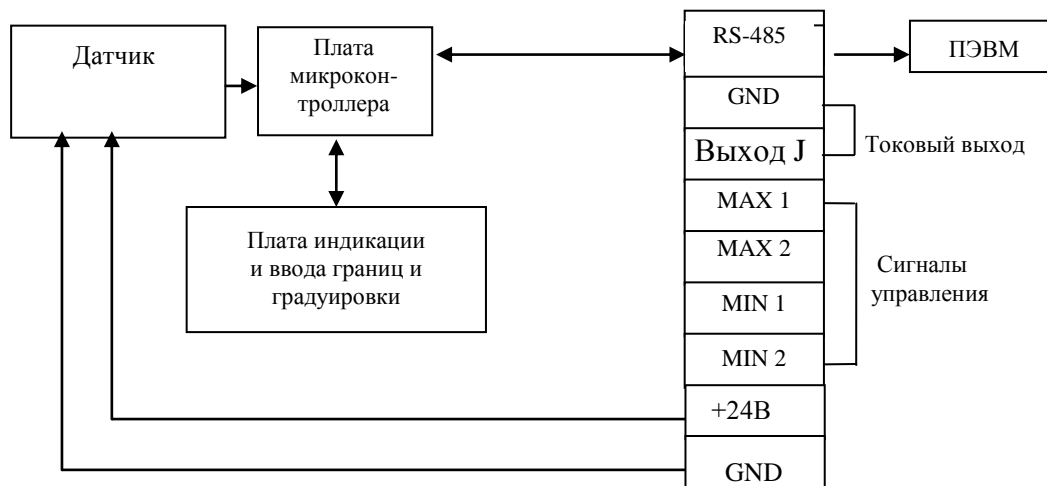 Датчик
Плата
микрокон-
троллера
Плата индикации
и ввода границ и
градуировки
RS-485
GND
Выход J
MAX 1
MAX 2
MIN 1
MIN 2
+24В
GND
ПЭВМ
Токовый выход
Сигналы
управления